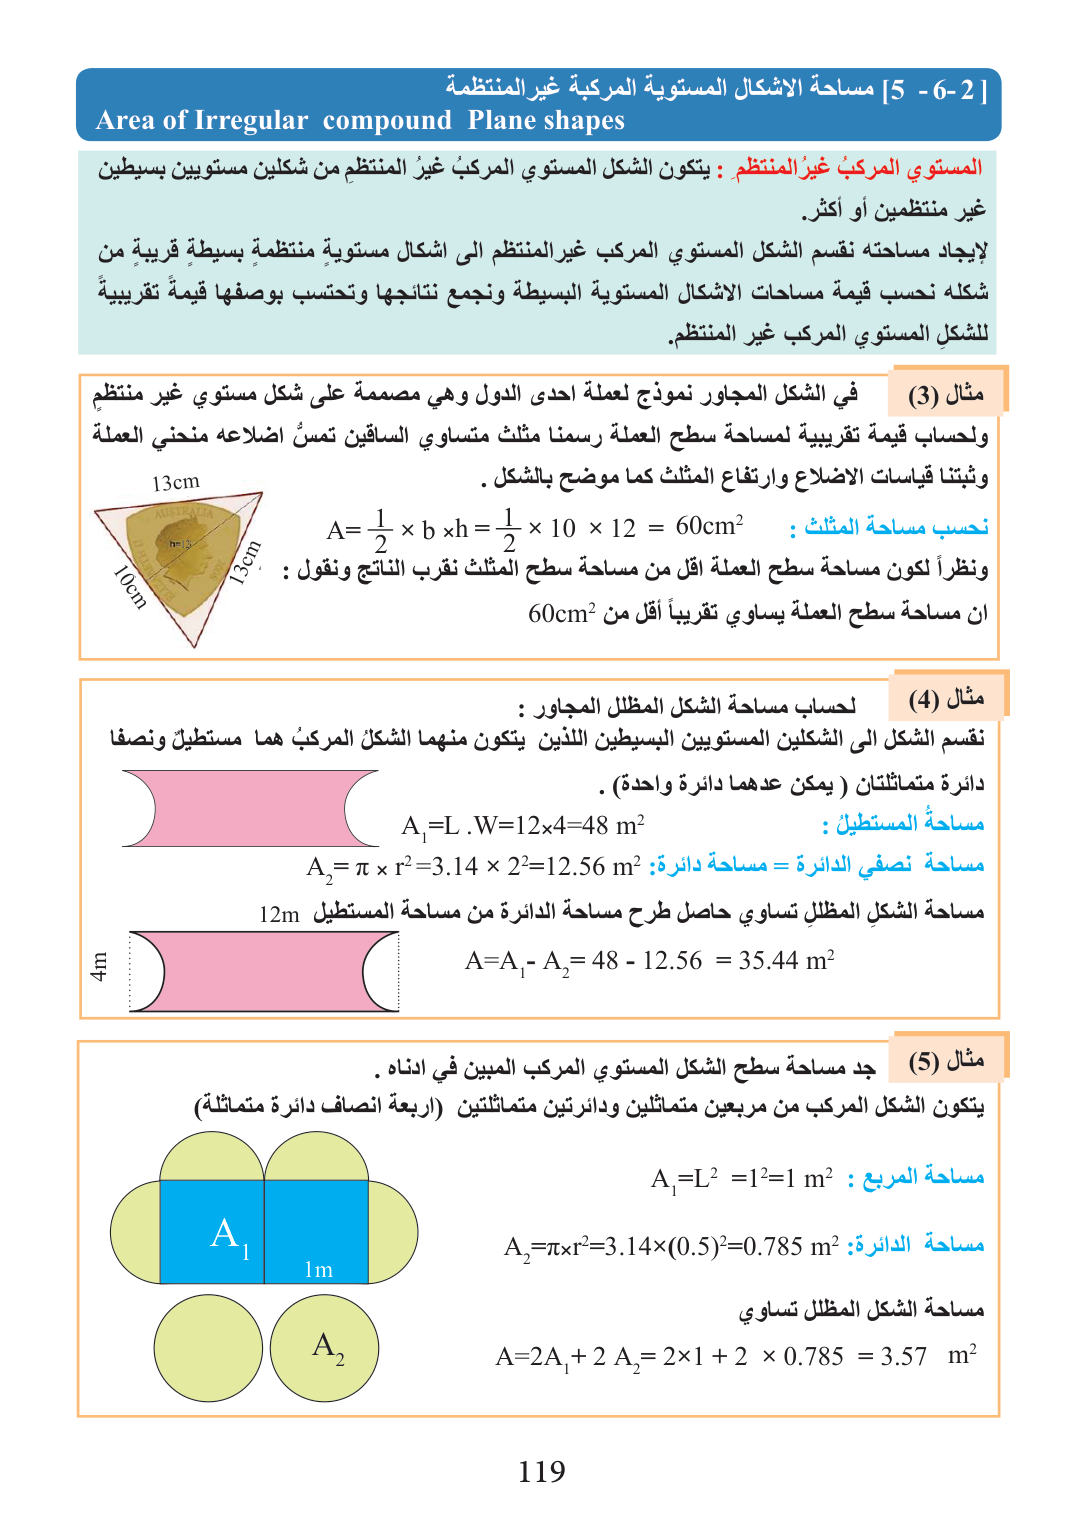 [5 - 6- 2] مساحة الاشكال المستوية المركبة غيرالمنتظمة
Area of Irregular compound Plane shapes
المستوي المركبُ غيرُالمنتظمِ : يتكون الشكل المستوي المركبُ غيرُ المنتظمِ من شكلين مستويين بسيطين
غير منتظمين أو أكثر.
لإيجاد مساحته نقسم الشكل المستوي المركب غيرالمنتظم الى اشكال مستويةٍ منتظمةٍ بسيطةٍ قريبةٍ من
شكله نحسب قيمة مساحات الاشكال المستوية البسيطة ونجمع نتائجها وتحتسب بوصفها قيمةً تقريبيةً
للشكلِ المستوي المركب غير المنتظم.
مثال (3) في الشكل المجاور نموذج لعملة احدى الدول وهي مصممة على شكل مستوي غير منتظمٍ
ولحساب قيمة تقريبية لمساحة سطح العملة رسمنا مثلث متساوي الساقين تمسُّ اضلاعه منحني العملة
وثبتنا قياسات الاضلاع وارتفاع المثلث كما موضح بالشكل .
13cm
AUSTRALIA
h=12
10cm
13cm
نحسب مساحة المثلث : A= 1/2 × b ×h = 1/2 × 10 × 12 = 60cm²
ونظراً لكون مساحة سطح العملة اقل من مساحة سطح المثلث نقرب الناتج ونقول :
ان مساحة سطح العملة يساوي تقريباً أقل من 60cm²
مثال (4) لحساب مساحة الشكل المظلل المجاور :
نقسم الشكل الى الشكلين المستويين البسيطين اللذين يتكون منهما الشكلُ المركبُ هما مستطيلٌ ونصفا
دائرة متماثلتان ( يمكن عدهما دائرة واحدة) .
مساحةُ المستطيلُ : A₁=L .W=12×4=48 m²
مساحة نصفي الدائرة = مساحة دائرة: A₂= π × r² =3.14 × 2²=12.56 m²
مساحة الشكلِ المظللِ تساوي حاصل طرح مساحة الدائرة من مساحة المستطيل
12m
4m
A=A₁- A₂= 48 - 12.56 = 35.44 m²
مثال (5) جد مساحة سطح الشكل المستوي المركب المبين في ادناه .
يتكون الشكل المركب من مربعين متماثلين ودائرتين متماثلتين (اربعة انصاف دائرة متماثلة)
مساحة المربع : A₁=L² =1²=1 m²
A₁
1m
مساحة الدائرة: A₂=π×r²=3.14×(0.5)²=0.785 m²
مساحة الشكل المظلل تساوي
A₂
A=2A₁+ 2 A₂= 2×1 + 2 × 0.785 = 3.57 m²
119